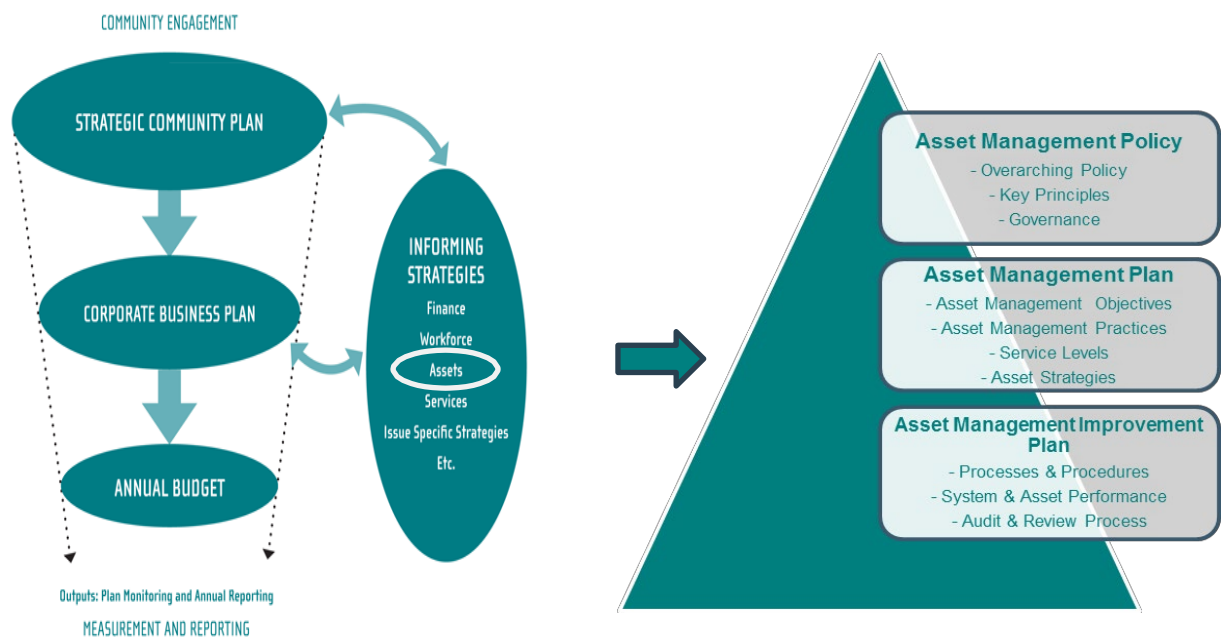 COMMUNITY ENGAGEMENT
STRATEGIC COMMUNITY PLAN
CORPORATE BUSINESS PLAN
ANNUAL BUDGET
Outputs: Plan Monitoring and Annual Reporting
MEASUREMENT AND REPORTING
INFORMING
STRATEGIES
Finance
Workforce
Assets
Services
Issue Specific Strategies
Etc.
Asset Management Policy
- Overarching Policy
- Key Principles
- Governance
Asset Management Plan
- Asset Management Objectives
- Asset Management Practices
- Service Levels
- Asset Strategies
Asset Management Improvement
Plan
- Processes & Procedures
- System & Asset Performance
- Audit & Review Process